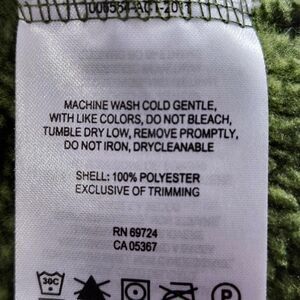 MACHINE WASH COLD GENTLE,
WITH LIKE COLORS, DO NOT BLEACH,
TUMBLE DRY LOW, REMOVE PROMPTLY,
DO NOT IRON, DRYCLEANABLE
SHELL: 100% POLYESTER
EXCLUSIVE OF TRIMMING
RN 69724
CA 05367
30C
P